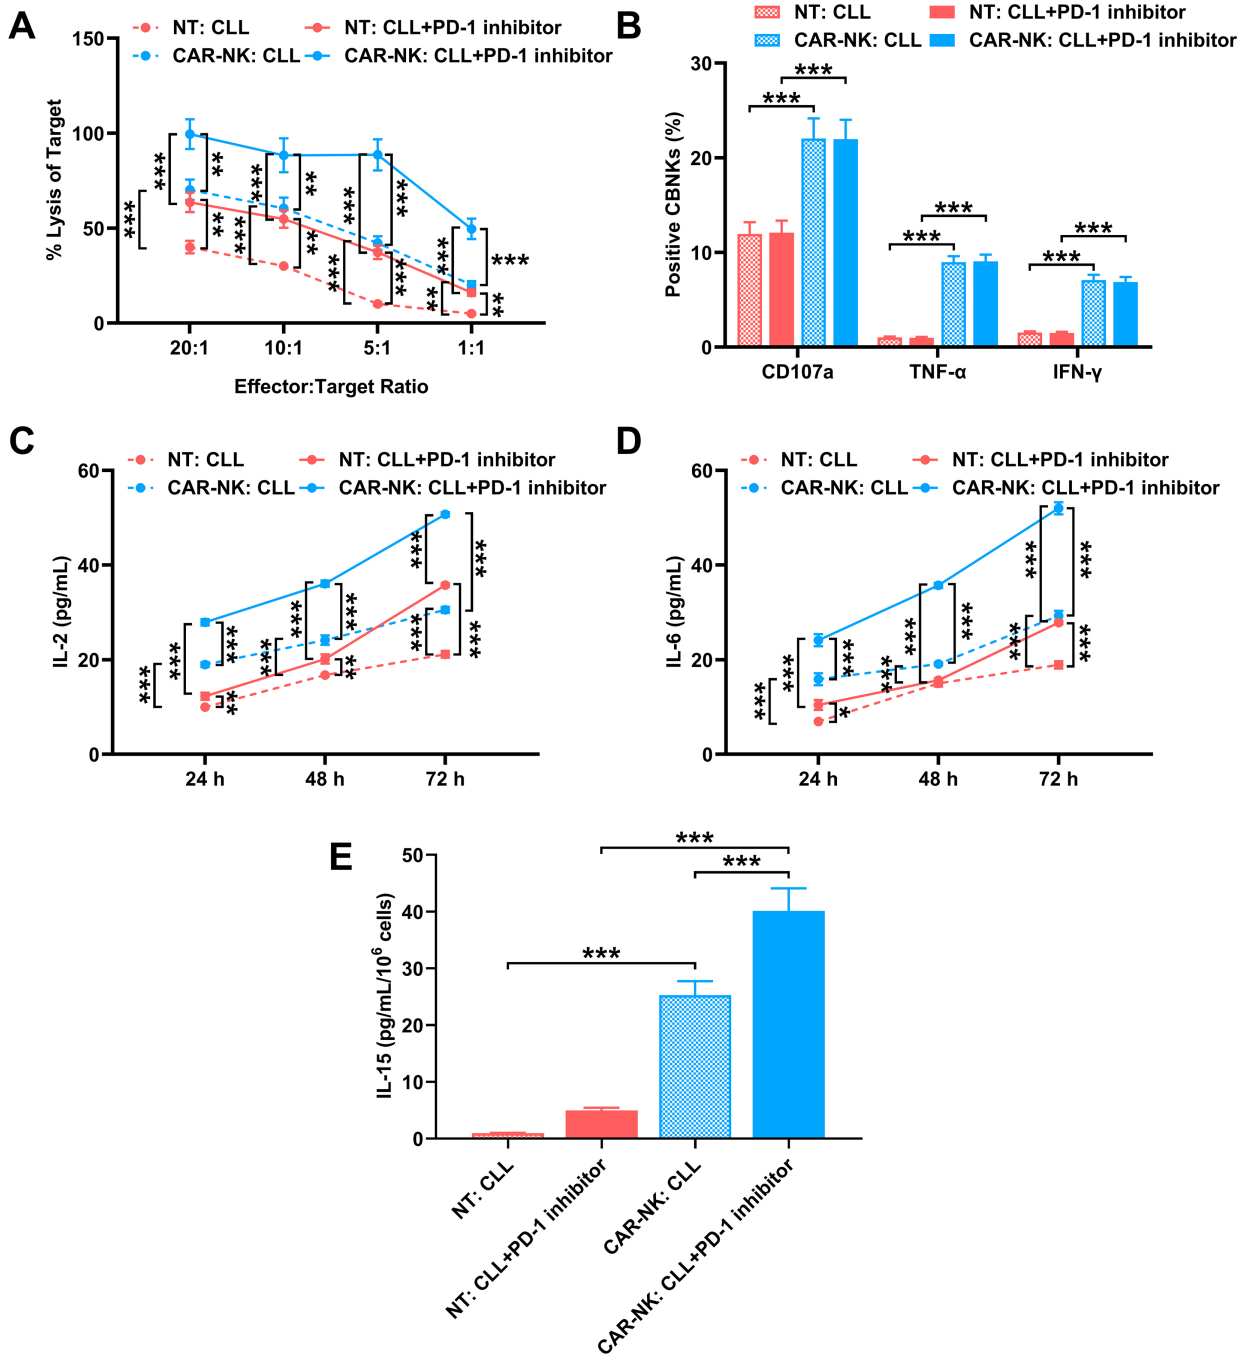 A
NT: CLL
NT: CLL+PD-1 inhibitor
CAR-NK: CLL
CAR-NK: CLL+PD-1 inhibitor
% Lysis of Target
150
100
50
0
***
***
**
**
***
***
**
**
***
***
***
***
***
**
***
**
20:1
10:1
5:1
1:1
Effector:Target Ratio
B
NT: CLL
NT: CLL+PD-1 inhibitor
CAR-NK: CLL
CAR-NK: CLL+PD-1 inhibitor
Positive CBNKs (%)
30
20
10
0
***
***
***
***
***
***
CD107a
TNF-α
IFN-γ
C
NT: CLL
NT: CLL+PD-1 inhibitor
CAR-NK: CLL
CAR-NK: CLL+PD-1 inhibitor
IL-2 (pg/mL)
60
40
20
0
***
***
***
**
***
***
***
**
***
***
***
***
24 h
48 h
72 h
D
NT: CLL
NT: CLL+PD-1 inhibitor
CAR-NK: CLL
CAR-NK: CLL+PD-1 inhibitor
IL-6 (pg/mL)
60
40
20
0
***
***
***
*
***
***
***
***
***
***
***
24 h
48 h
72 h
E
IL-15 (pg/mL/10⁶ cells)
50
40
30
20
10
0
***
***
***
NT: CLL
NT: CLL+PD-1 inhibitor
CAR-NK: CLL
CAR-NK: CLL+PD-1 inhibitor